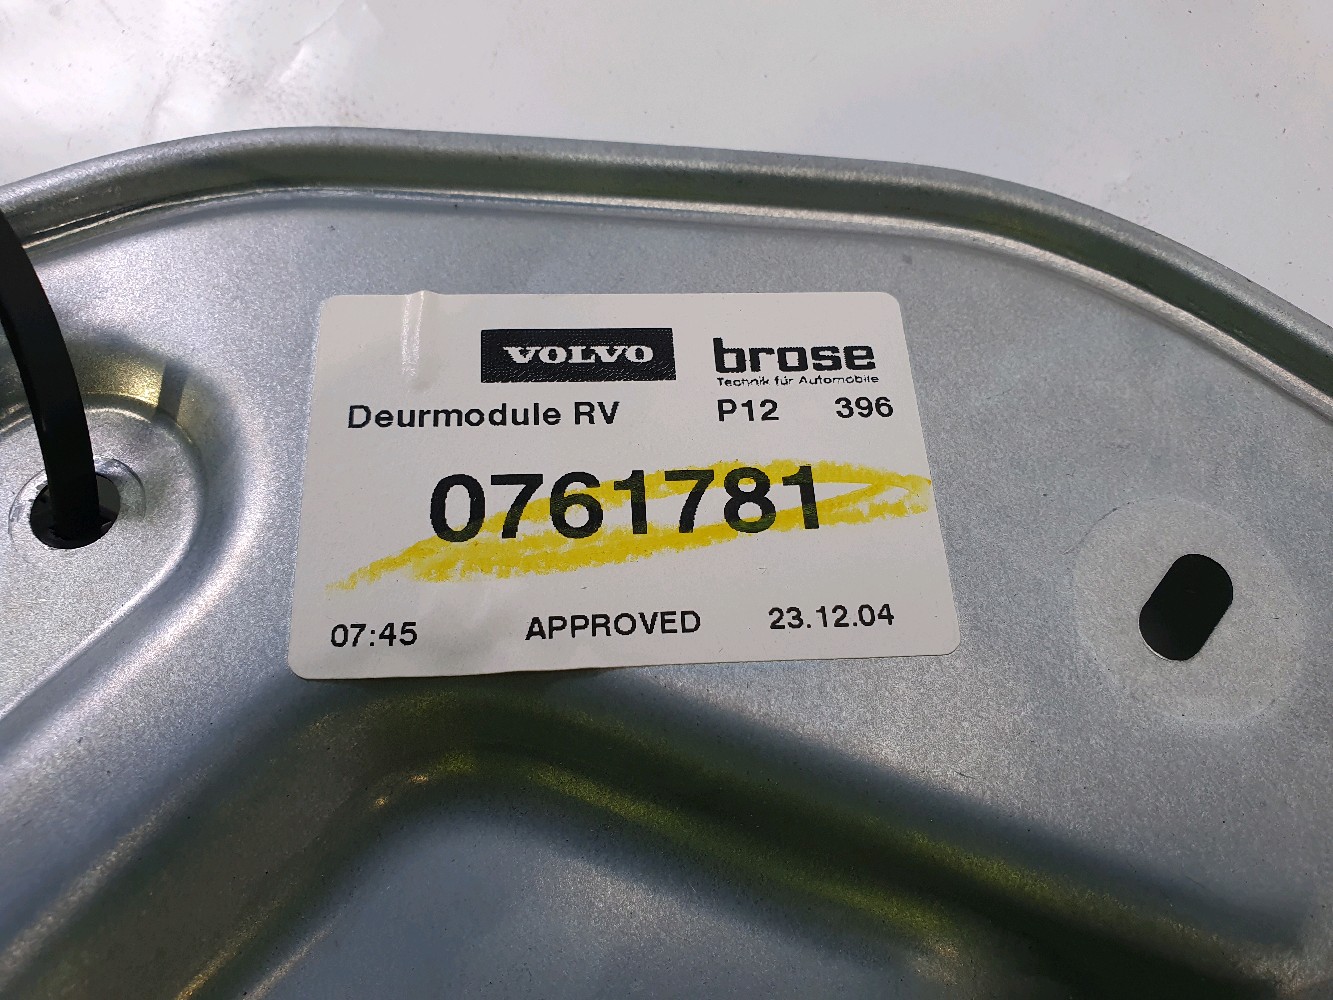 VOLVO brose
Technik für Automobile
Deurmodule RV P12 396
0761781
07:45 APPROVED 23.12.04